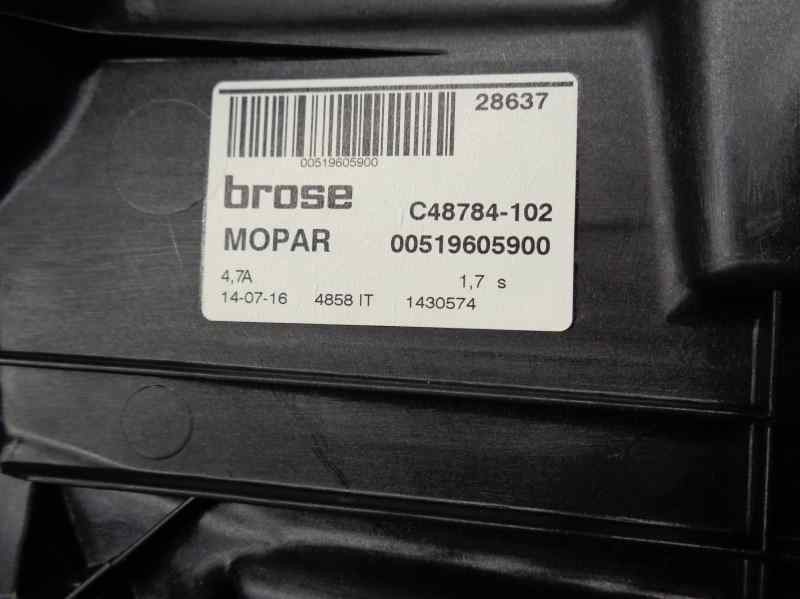 28637
00519605900
brose C48784-102
MOPAR 00519605900
4,7A 1,7 s
14-07-16 4858 IT 1430574